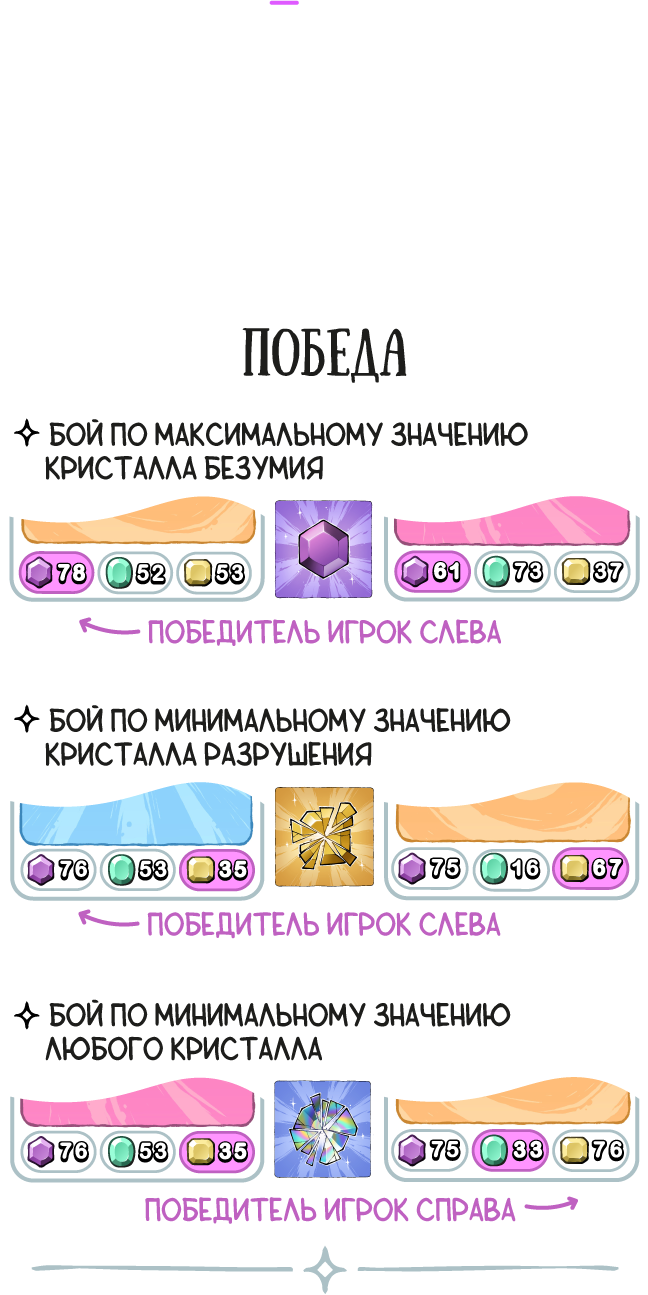 ПОБЕДА
БОЙ ПО МАКСИМАЛЬНОМУ ЗНАЧЕНИЮ
КРИСТАЛЛА БЕЗУМИЯ
78 52 53 61 73 37
ПОБЕДИТЕЛЬ ИГРОК СЛЕВА
БОЙ ПО МИНИМАЛЬНОМУ ЗНАЧЕНИЮ
КРИСТАЛЛА РАЗРУШЕНИЯ
76 53 35 75 16 67
ПОБЕДИТЕЛЬ ИГРОК СЛЕВА
БОЙ ПО МИНИМАЛЬНОМУ ЗНАЧЕНИЮ
ЛЮБОГО КРИСТАЛЛА
76 53 35 75 33 76
ПОБЕДИТЕЛЬ ИГРОК СПРАВА